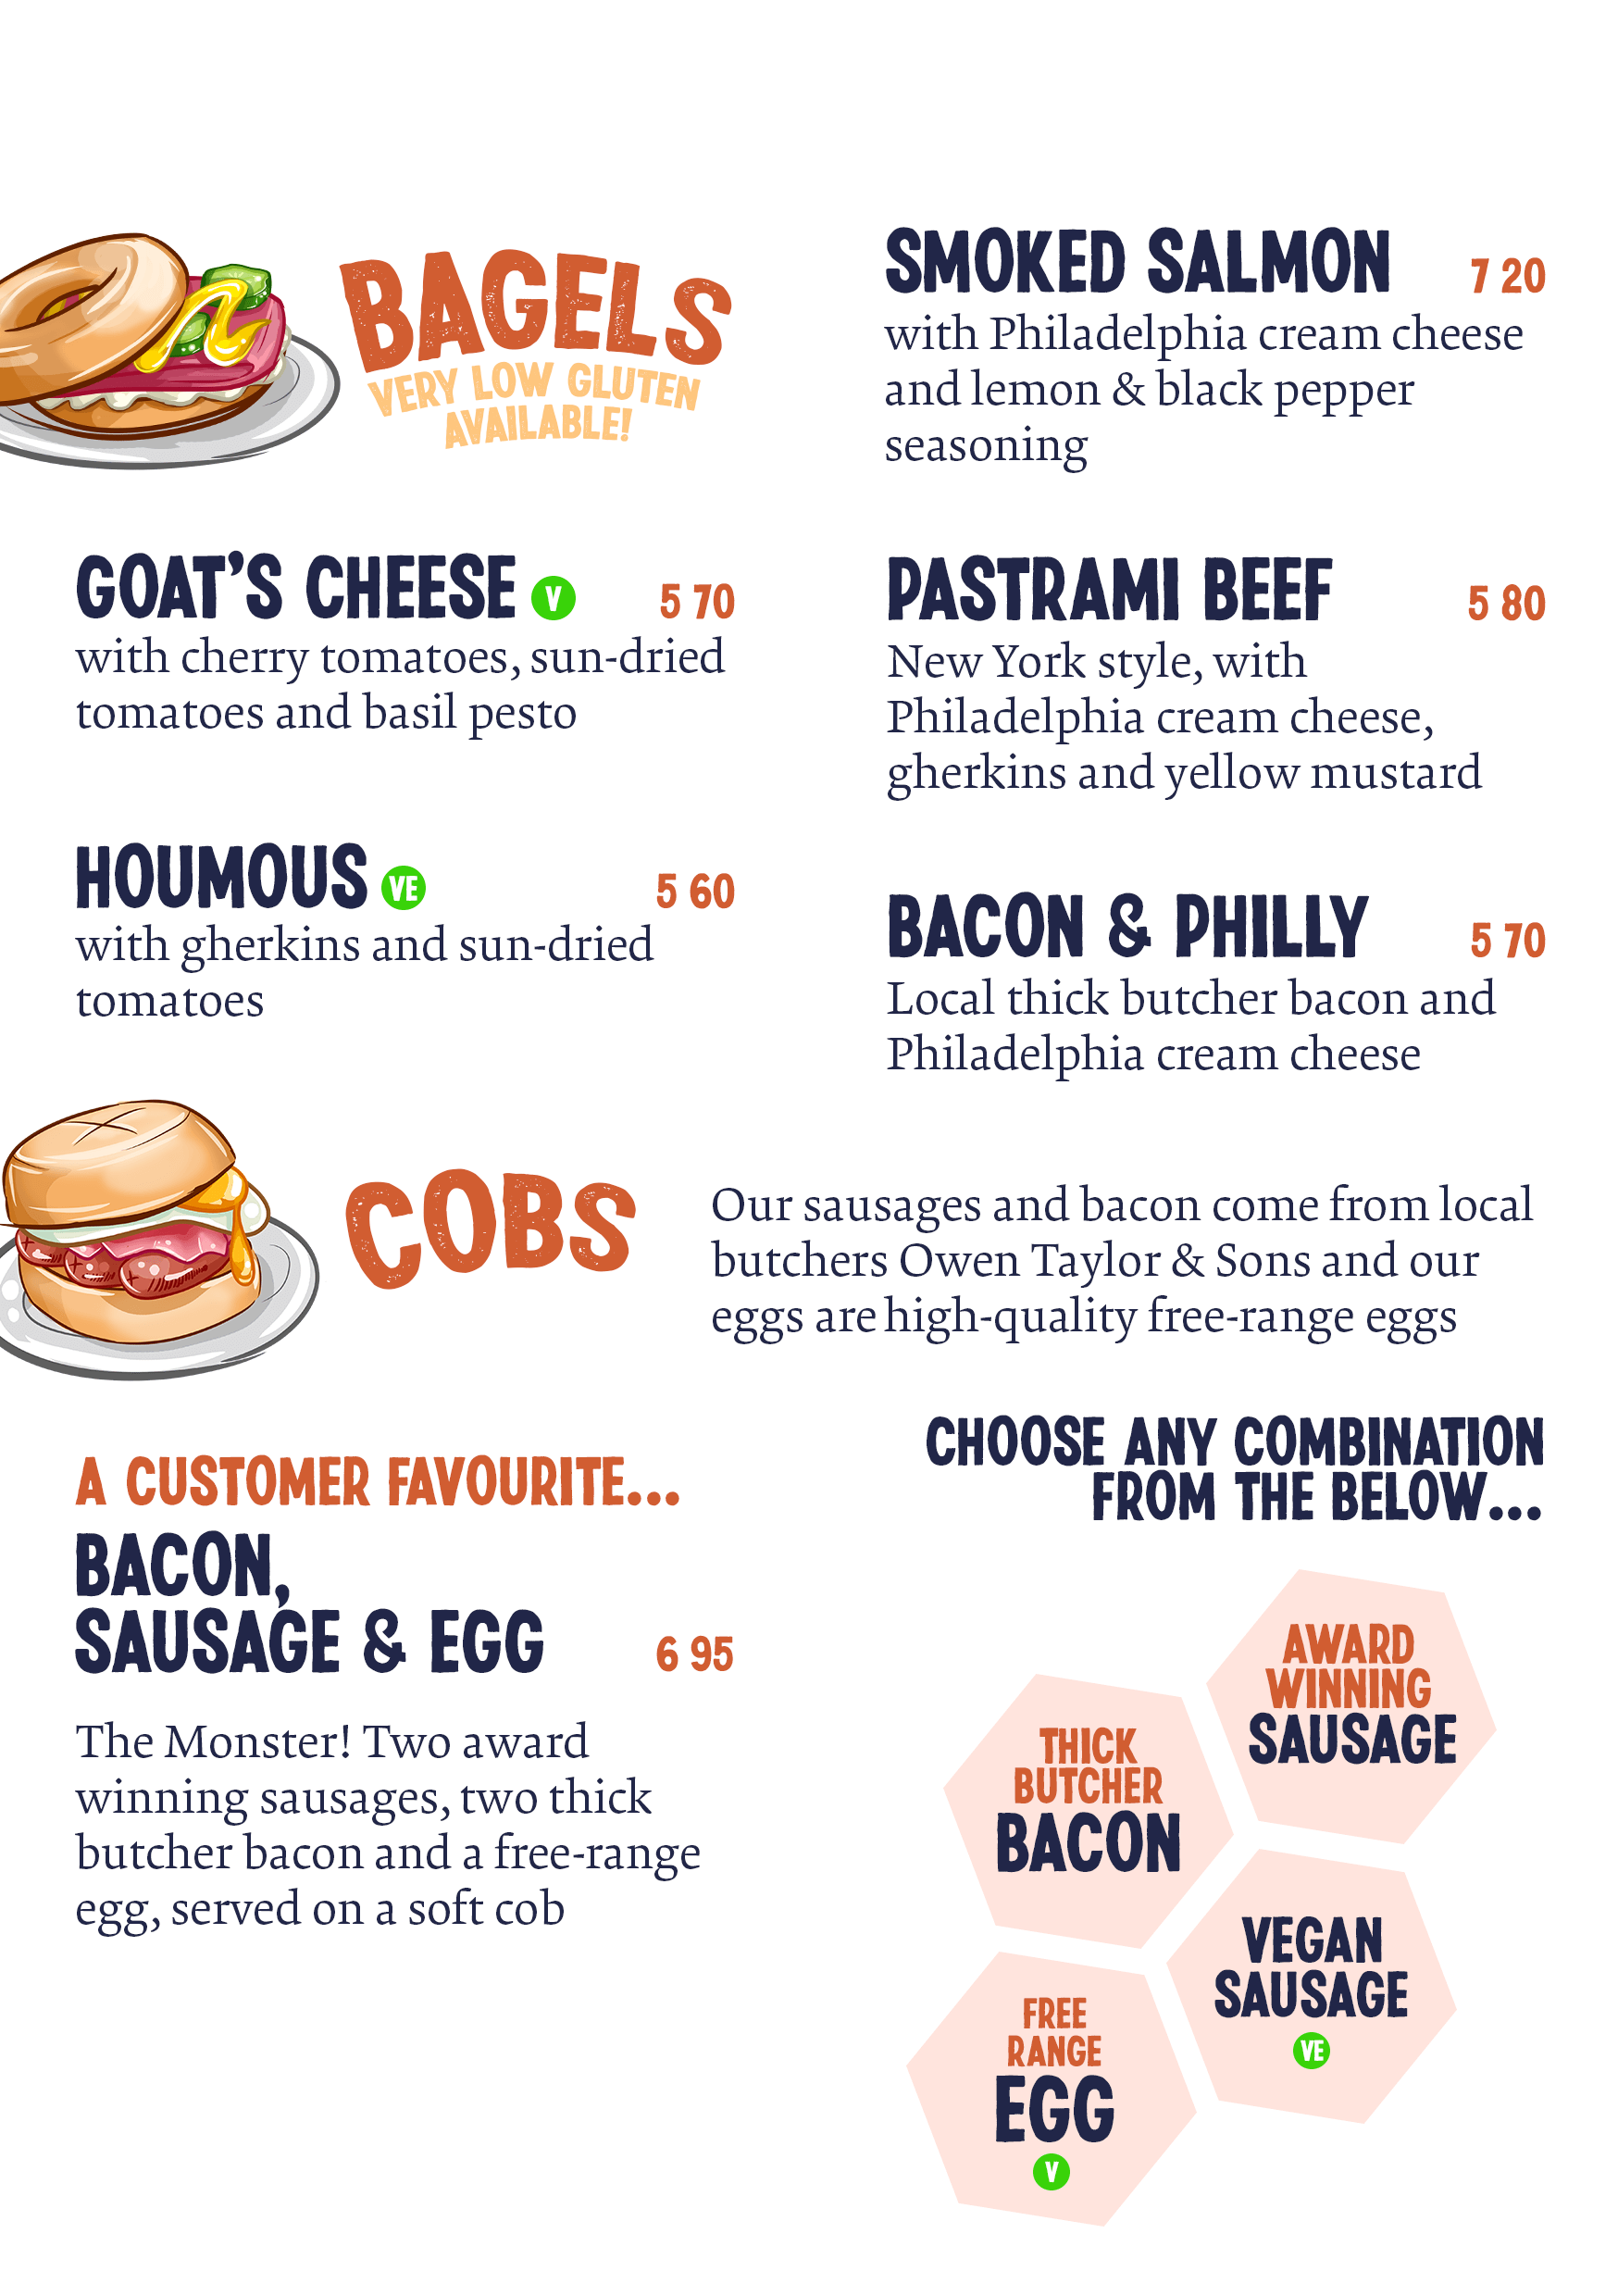 BAGELS
VERY LOW GLUTEN
AVAILABLE!
GOAT'S CHEESE V 5 70
with cherry tomatoes, sun-dried
tomatoes and basil pesto
HOUMOUS VE 5 60
with gherkins and sun-dried
tomatoes
SMOKED SALMON 7 20
with Philadelphia cream cheese
and lemon & black pepper
seasoning
PASTRAMI BEEF 5 80
New York style, with
Philadelphia cream cheese,
gherkins and yellow mustard
BACON & PHILLY 5 70
Local thick butcher bacon and
Philadelphia cream cheese
COBS
Our sausages and bacon come from local
butchers Owen Taylor & Sons and our
eggs are high-quality free-range eggs
A CUSTOMER FAVOURITE...
BACON,
SAUSAGE & EGG 6 95
The Monster! Two award
winning sausages, two thick
butcher bacon and a free-range
egg, served on a soft cob
CHOOSE ANY COMBINATION
FROM THE BELOW...
AWARD
WINNING
SAUSAGE
THICK
BUTCHER
BACON
VEGAN
SAUSAGE
VE
FREE
RANGE
EGG
V